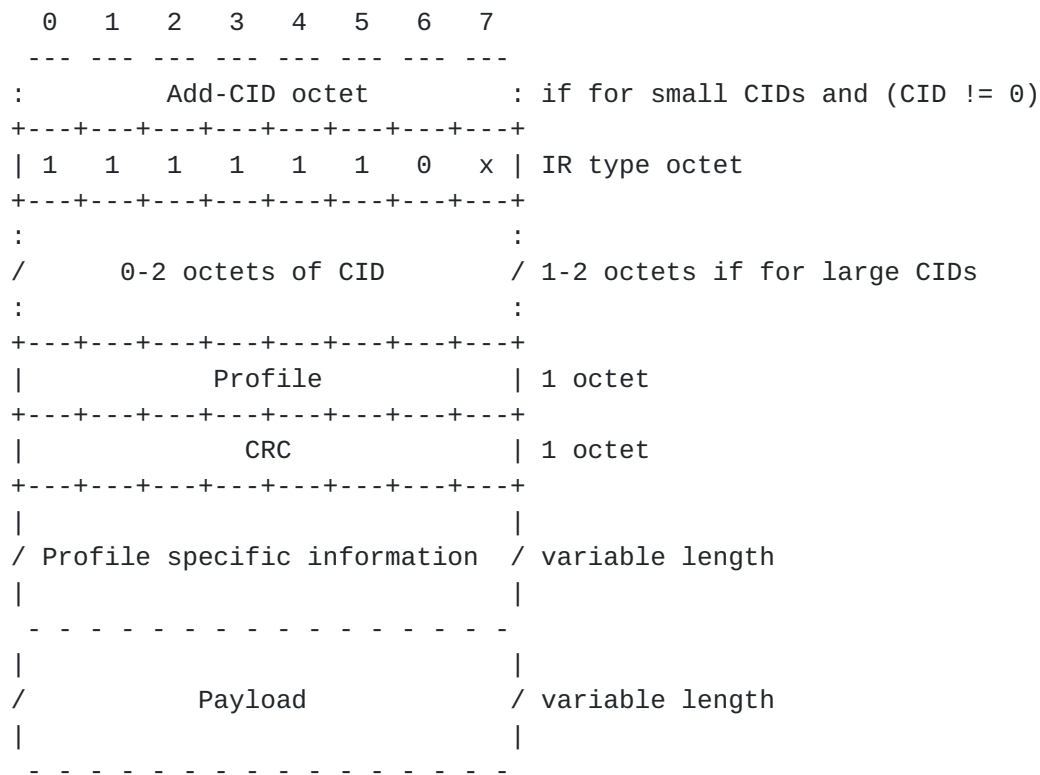 0   1   2   3   4   5   6   7
 --- --- --- --- --- --- --- ---
:         Add-CID octet         : if for small CIDs and (CID != 0)
+---+---+---+---+---+---+---+---+
| 1   1   1   1   1   1   0   x | IR type octet
+---+---+---+---+---+---+---+---+
:                               :
/      0-2 octets of CID        / 1-2 octets if for large CIDs
:                               :
+---+---+---+---+---+---+---+---+
|            Profile            | 1 octet
+---+---+---+---+---+---+---+---+
|              CRC              | 1 octet
+---+---+---+---+---+---+---+---+
|                               |
/ Profile specific information  / variable length
|                               |
 - - - - - - - - - - - - - - - -
|                               |
/           Payload             / variable length
|                               |
 - - - - - - - - - - - - - - - -